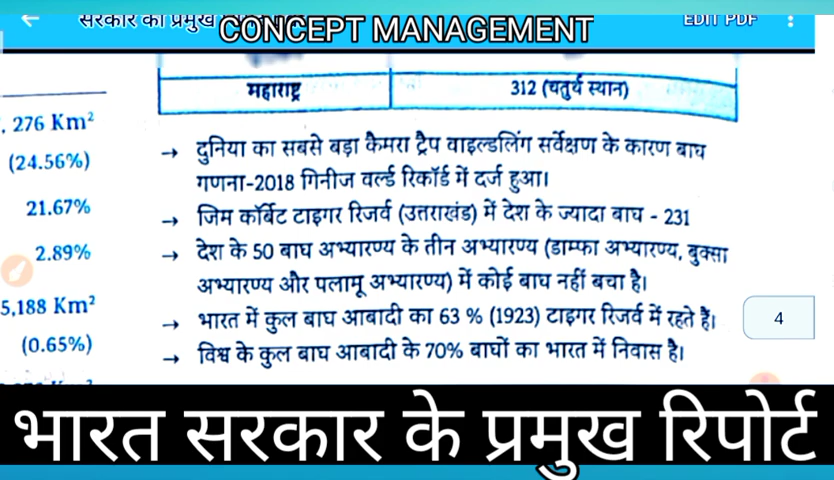 सरकार की प्रमुख
CONCEPT MANAGEMENT
EDIT PDF
महाराष्ट्र 312 (चतुर्थ स्थान)
, 276 Km²
(24.56%)
21.67%
2.89%
5,188 Km²
(0.65%)
→ दुनिया का सबसे बड़ा कैमरा ट्रैप वाइल्डलिंग सर्वेक्षण के कारण बाघ
गणना-2018 गिनीज वर्ल्ड रिकॉर्ड में दर्ज हुआ।
→ जिम कॉर्बेट टाइगर रिजर्व (उत्तराखंड) में देश के ज्यादा बाघ - 231
→ देश के 50 बाघ अभ्यारण्य के तीन अभ्यारण्य (डाम्फा अभ्यारण्य, बुक्सा
अभ्यारण्य और पलामू अभ्यारण्य) में कोई बाघ नहीं बचा है।
→ भारत में कुल बाघ आबादी का 63 % (1923) टाइगर रिजर्व में रहते हैं।
→ विश्व के कुल बाघ आबादी के 70% बाघों का भारत में निवास है।
4
भारत सरकार के प्रमुख रिपोर्ट